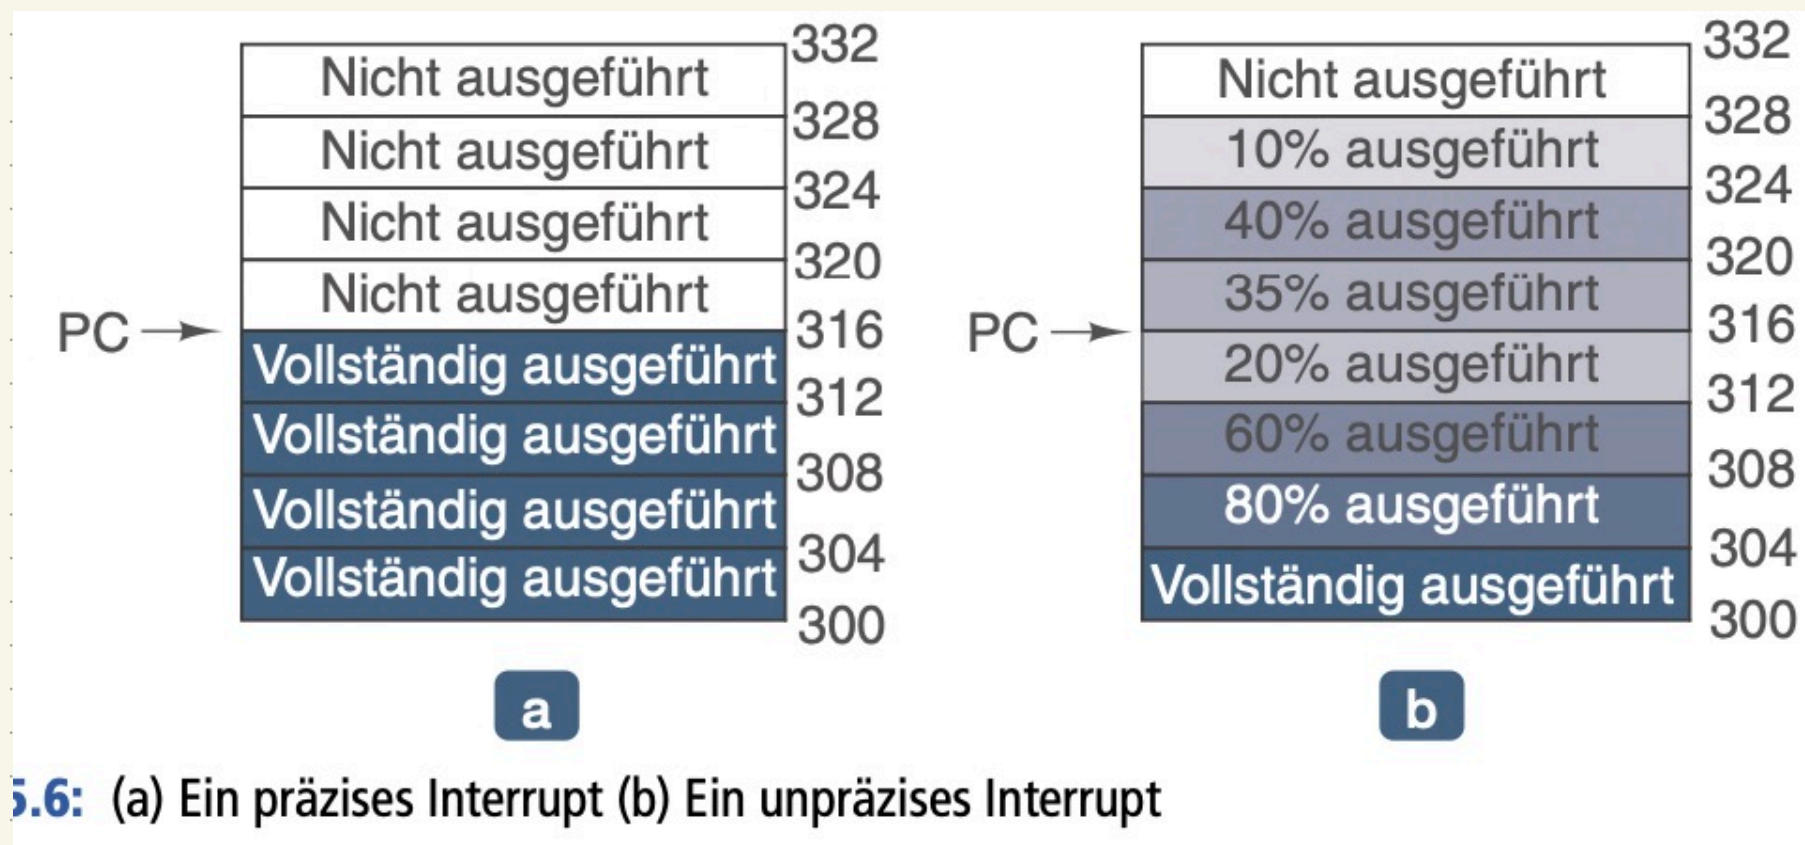 332
Nicht ausgeführt
328
Nicht ausgeführt
324
Nicht ausgeführt
320
Nicht ausgeführt
PC
316
Vollständig ausgeführt
312
Vollständig ausgeführt
308
Vollständig ausgeführt
304
Vollständig ausgeführt
300
a
332
Nicht ausgeführt
328
10% ausgeführt
324
40% ausgeführt
320
35% ausgeführt
PC
316
20% ausgeführt
312
60% ausgeführt
308
80% ausgeführt
304
Vollständig ausgeführt
300
b
5.6: (a) Ein präzises Interrupt (b) Ein unpräzises Interrupt